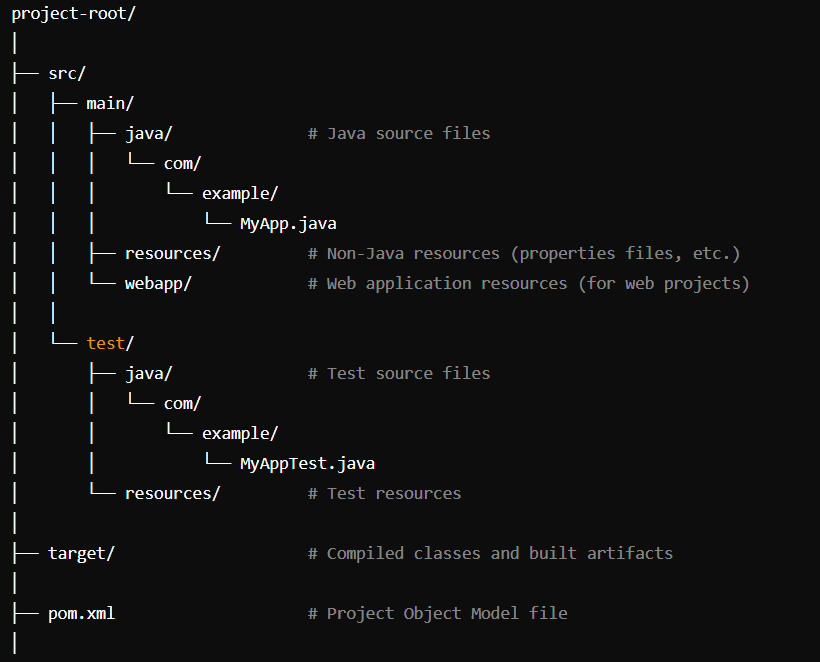 project-root/
│
├── src/
│   ├── main/
│   │   ├── java/              # Java source files
│   │   │   └── com/
│   │   │       └── example/
│   │   │           └── MyApp.java
│   │   ├── resources/         # Non-Java resources (properties files, etc.)
│   │   └── webapp/            # Web application resources (for web projects)
│   │
│   └── test/
│       ├── java/              # Test source files
│       │   └── com/
│       │       └── example/
│       │           └── MyAppTest.java
│       └── resources/         # Test resources
│
├── target/                    # Compiled classes and built artifacts
│
├── pom.xml                    # Project Object Model file
│